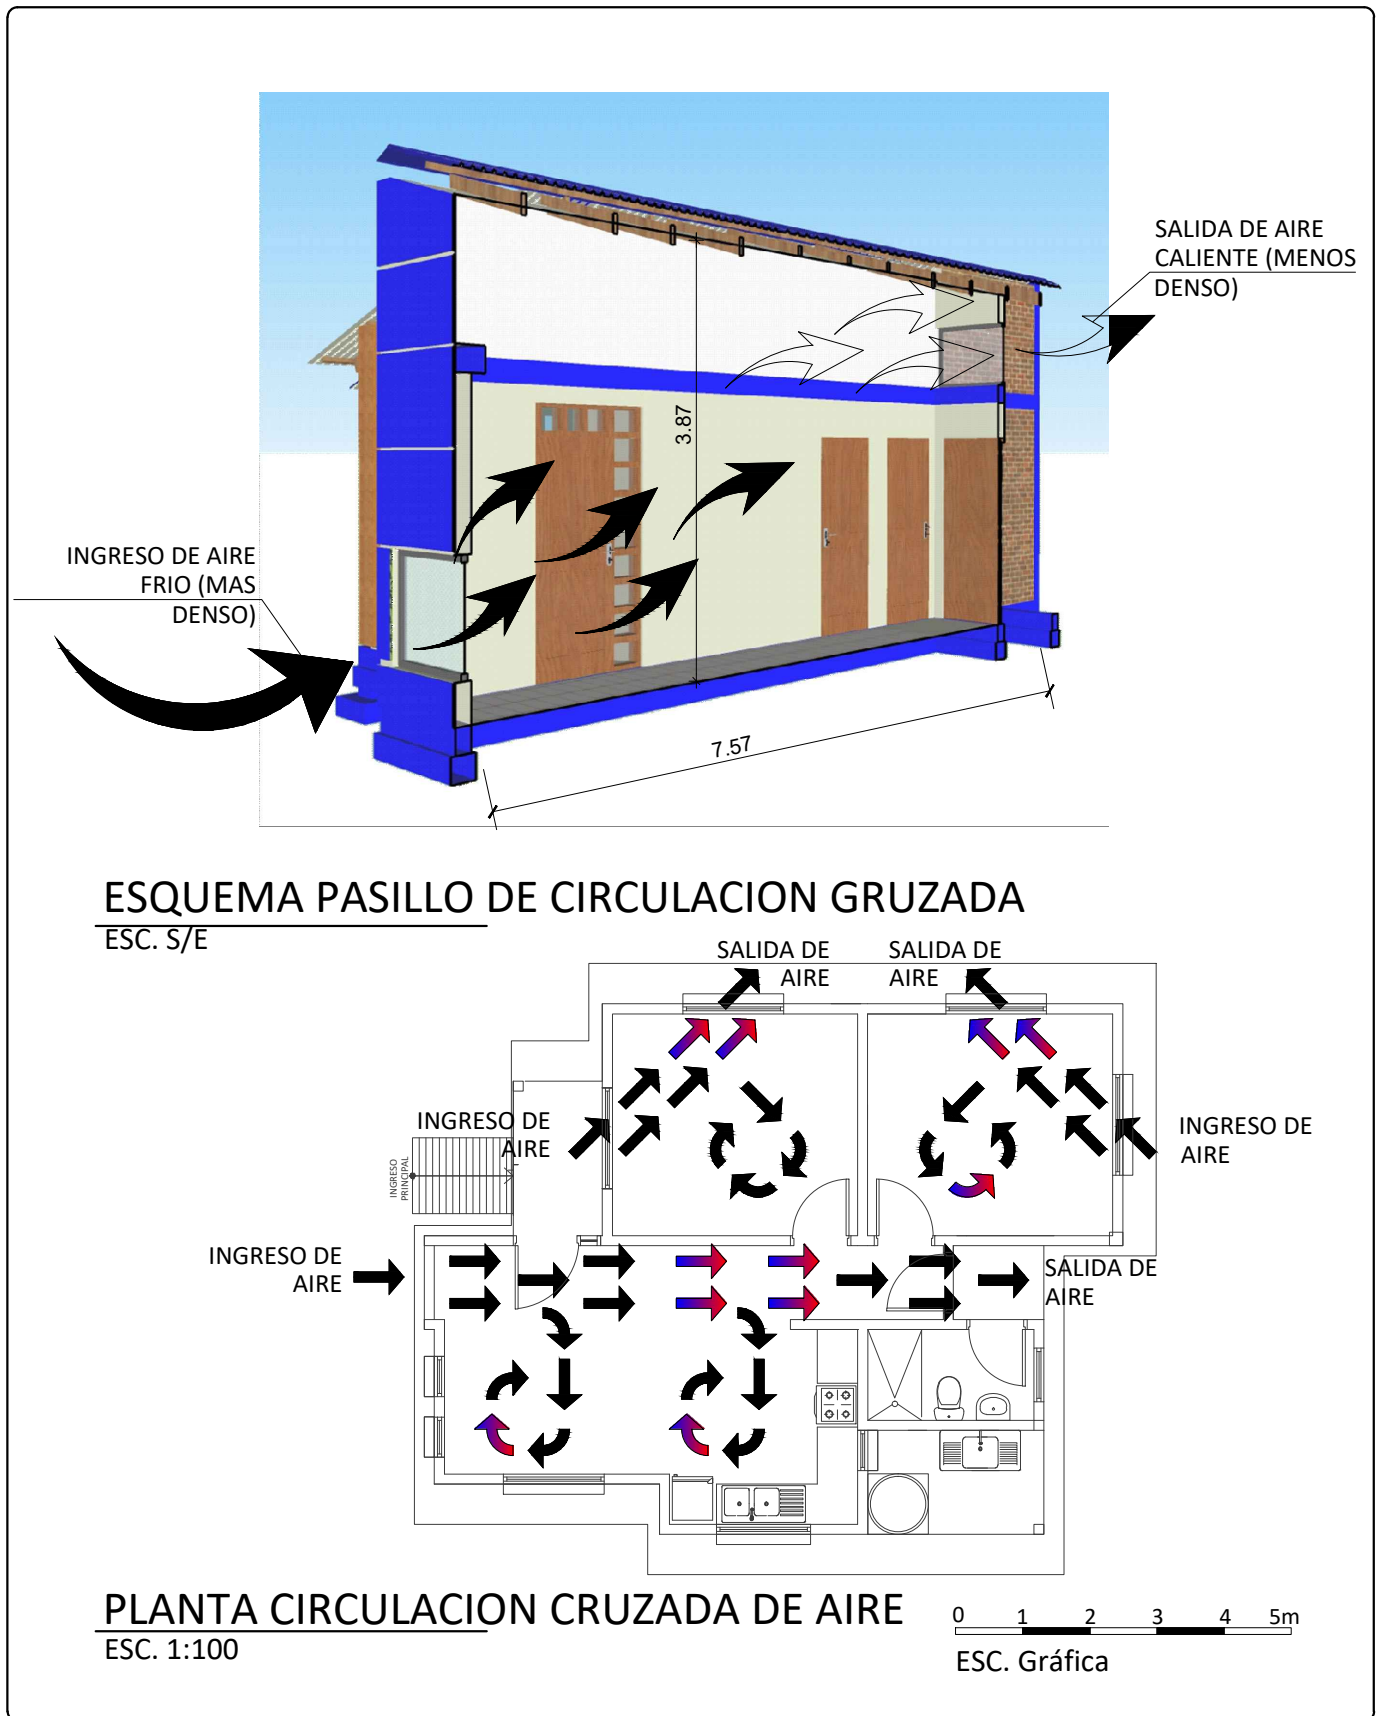 SALIDA DE AIRE
CALIENTE (MENOS
DENSO)
3.87
INGRESO DE AIRE
FRIO (MAS
DENSO)
7.57
ESQUEMA PASILLO DE CIRCULACION GRUZADA
ESC. S/E
SALIDA DE
AIRE
SALIDA DE
AIRE
INGRESO DE
AIRE
INGRESO DE
AIRE
INGRESO
PRINCIPAL
INGRESO DE
AIRE
SALIDA DE
AIRE
PLANTA CIRCULACION CRUZADA DE AIRE
ESC. 1:100
0 1 2 3 4 5m
ESC. Gráfica